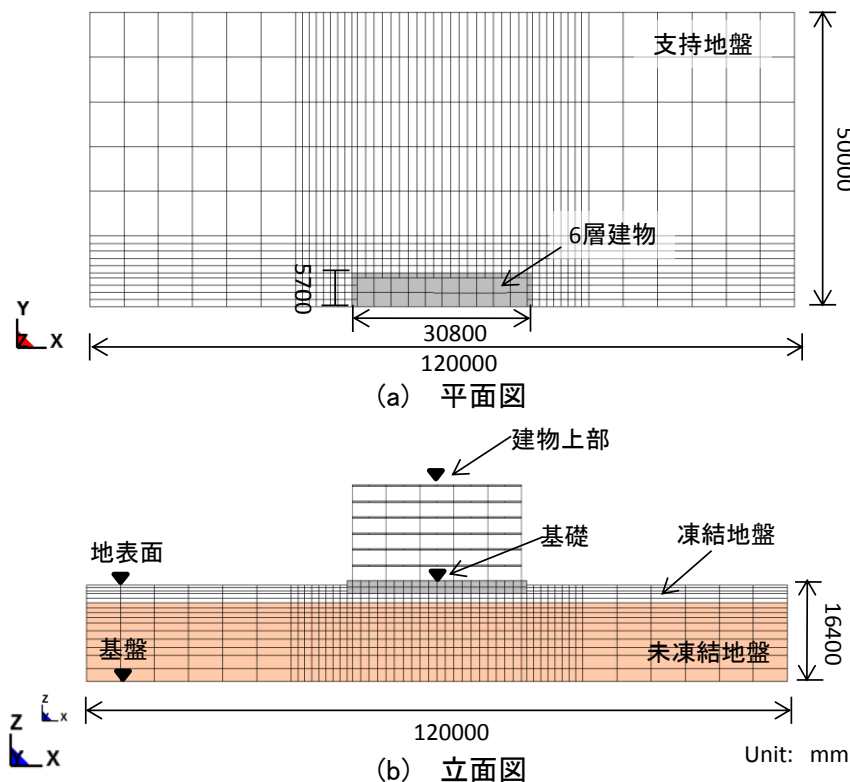 支持地盤
50000
6層建物
5700
Y
Z X
30800
120000
(a) 平面図
建物上部
基礎
凍結地盤
地表面
16400
基盤
未凍結地盤
Z
X
Z
Y X
120000
(b) 立面図
Unit: mm